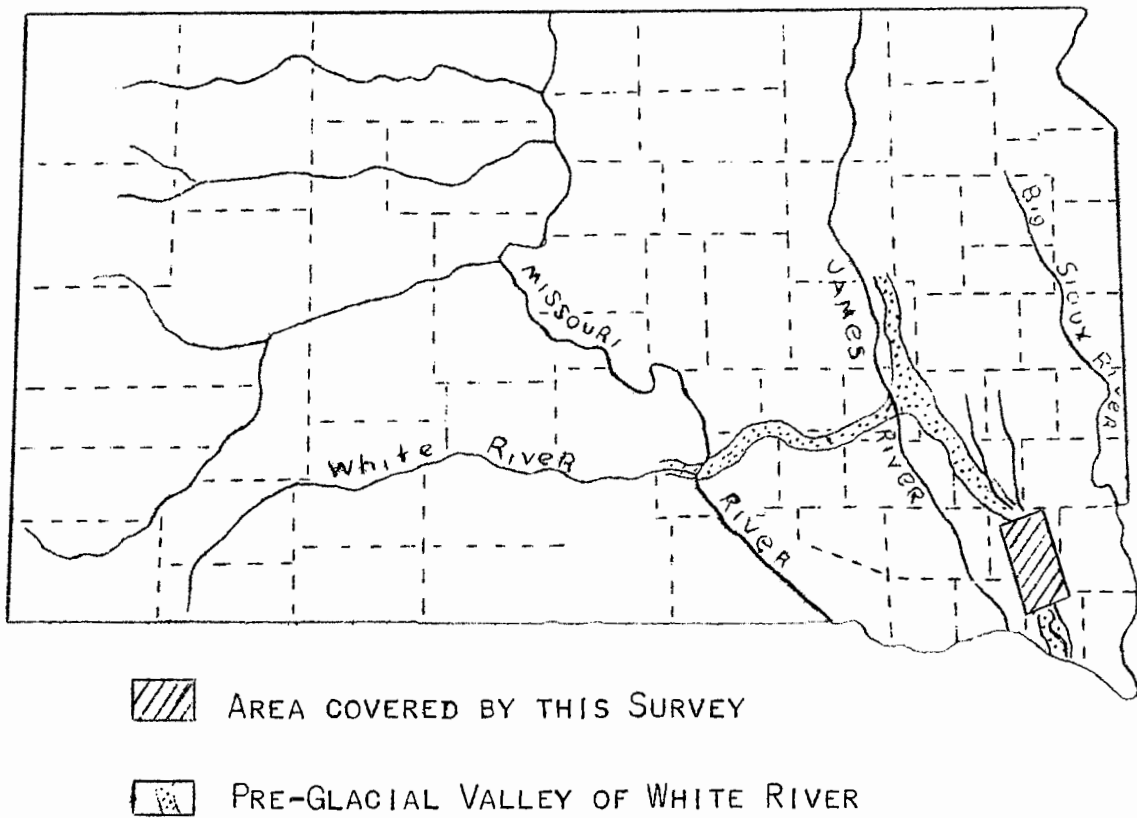 Big Sioux River
MISSOURI
RIVER
JAMES
RIVER
White River
AREA COVERED BY THIS SURVEY
PRE-GLACIAL VALLEY OF WHITE RIVER